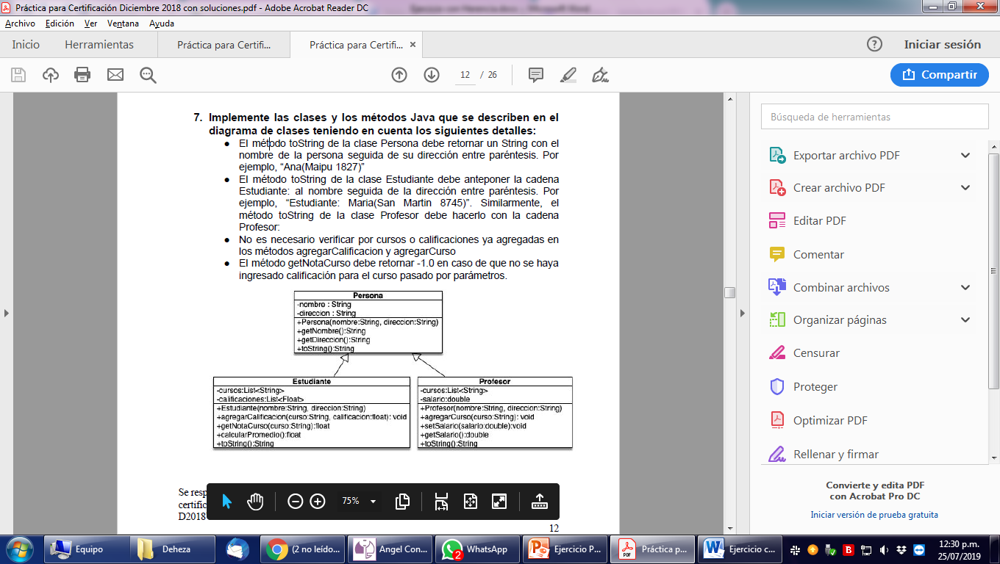 Práctica para Certificación Diciembre 2018 con soluciones.pdf - Adobe Acrobat Reader DC
Archivo Edición Ver Ventana Ayuda
Inicio Herramientas Práctica para Certifi... Práctica para Certifi... × Iniciar sesión
12 / 26 Compartir
7. Implemente las clases y los métodos Java que se describen en el
diagrama de clases teniendo en cuenta los siguientes detalles:
● El método toString de la clase Persona debe retornar un String con el
nombre de la persona seguida de su dirección entre paréntesis. Por
ejemplo, “Ana(Maipu 1827)”
● El método toString de la clase Estudiante debe anteponer la cadena
Estudiante: al nombre seguida de la dirección entre paréntesis. Por
ejemplo, “Estudiante: Maria(San Martin 8745)”. Similarmente, el
método toString de la clase Profesor debe hacerlo con la cadena
Profesor:
● No es necesario verificar por cursos o calificaciones ya agregadas en
los métodos agregarCalificacion y agregarCurso
● El método getNotaCurso debe retornar -1.0 en caso de que no se haya
ingresado calificación para el curso pasado por parámetros.
Persona
-nombre : String
-direccion : String
+Persona(nombre:String, direccion:String)
+getNombre():String
+getDireccion():String
+toString():String
Estudiante
-cursos:List<String>
-calificaciones:List<Float>
+Estudiante(nombre:String, direccion:String)
+agregarCalificacion(curso:String, calificacion:float): void
+getNotaCurso(curso:String):float
+calcularPromedio():float
+toString():String
Profesor
-cursos:List<String>
-salario:double
+Profesor(nombre:String, direccion:String)
+agregarCurso(curso:String): void
+setSalario(salario:double):void
+getSalario():double
+toString():String
Se resp
certific
D2018
75%
12
Búsqueda de herramientas
Exportar archivo PDF
Crear archivo PDF
Editar PDF
Comentar
Combinar archivos
Organizar páginas
Censurar
Proteger
Optimizar PDF
Rellenar y firmar
Convierte y edita PDF
con Acrobat Pro DC
Iniciar versión de prueba gratuita
Equipo Deheza (2 no leído... Angel Con... 2 WhatsApp Ejercicio P... Práctica p... Ejercicio c... 12:30 p.m.
25/07/2019